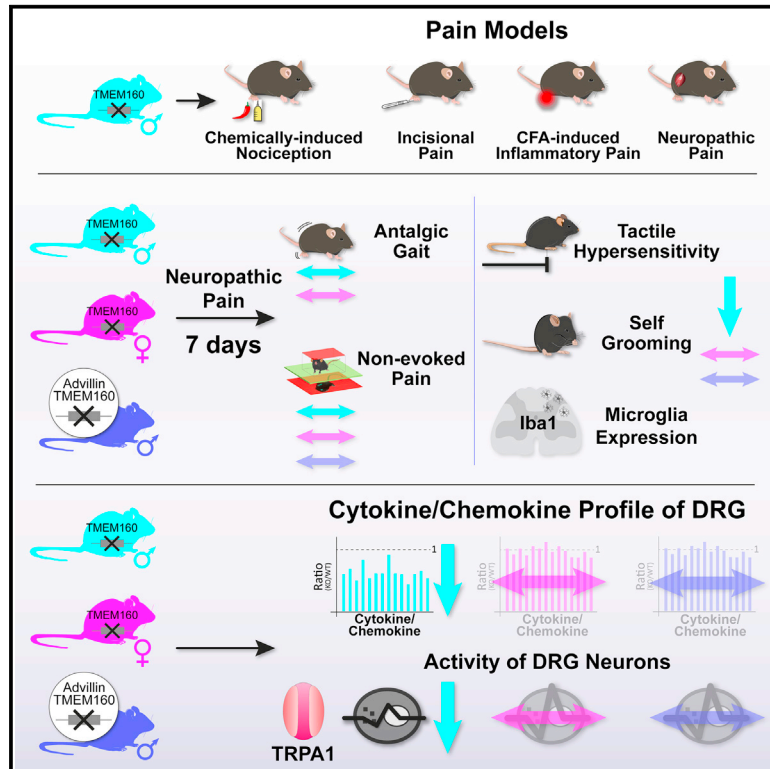 Pain Models
TMEM160
Chemically-induced
Nociception
Incisional
Pain
CFA-induced
Inflammatory Pain
Neuropathic
Pain
TMEM160
TMEM160
Advillin
TMEM160
Neuropathic
Pain
7 days
Antalgic
Gait
Non-evoked
Pain
Tactile
Hypersensitivity
Self
Grooming
Iba1
Microglia
Expression
Cytokine/Chemokine Profile of DRG
TMEM160
TMEM160
Advillin
TMEM160
Ratio
(KO/WT)
1
Cytokine/
Chemokine
Ratio
(KO/WT)
1
Cytokine/
Chemokine
Ratio
(KO/WT)
1
Cytokine/
Chemokine
Activity of DRG Neurons
TRPA1